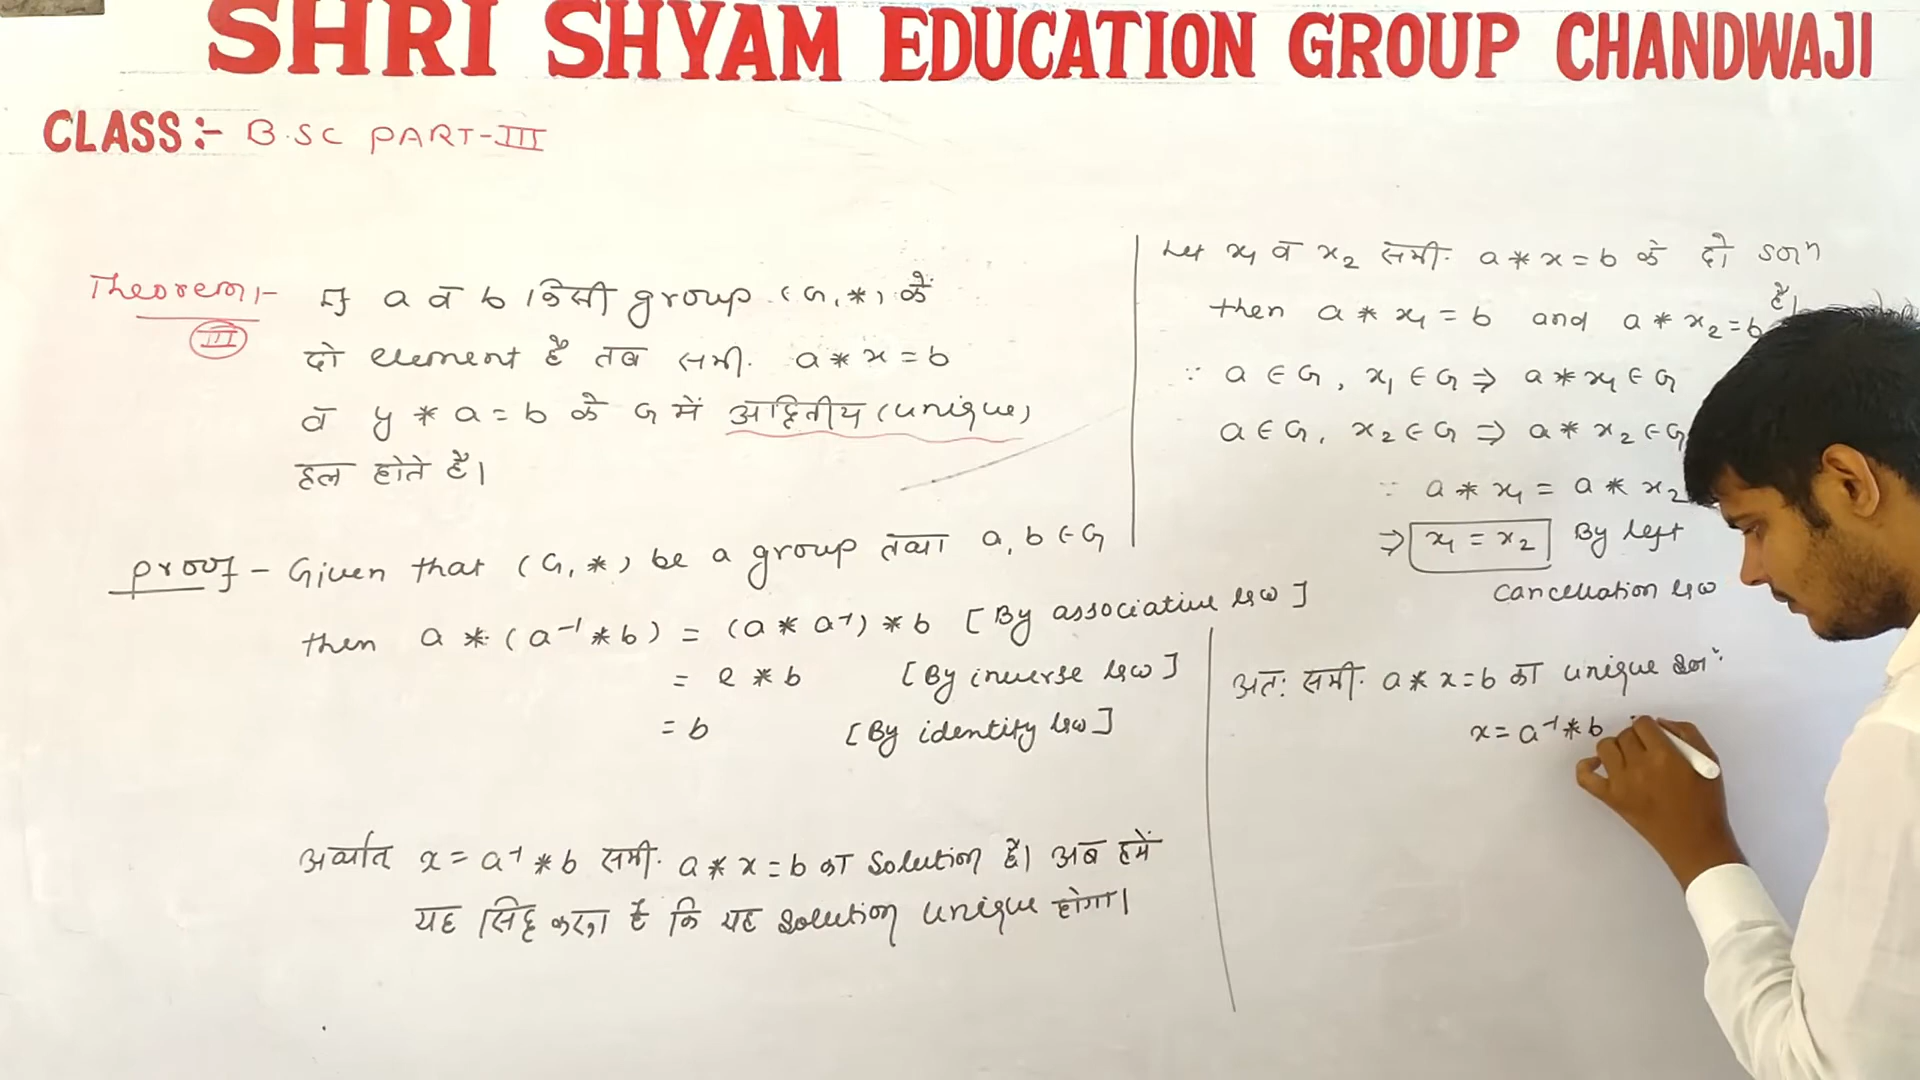 SHRI SHYAM EDUCATION GROUP CHANDWAJI
CLASS:- B.SC PART-III
Theorem:- III
a व b किसी group (G, *) के
दो element है तब समी. a * x = b
व y * a = b के G में अद्वितीय (unique)
हल होते है।
proof - Given that (G, *) be a group तथा a, b ∈ G
then a * (a⁻¹ * b) = (a * a⁻¹) * b [By associative law]
= e * b [By inverse law]
= b [By identity law]
अर्थात x = a⁻¹ * b समी. a * x = b का solution है। अब हमें
यह सिद्ध करना है कि यह solution unique होगा।
Let x₁ व x₂ समी. a * x = b के दो solⁿ
है।
then a * x₁ = b and a * x₂ = b
∵ a ∈ G, x₁ ∈ G ⇒ a * x₁ ∈ G
a ∈ G, x₂ ∈ G ⇒ a * x₂ ∈ G
∵ a * x₁ = a * x₂
⇒ x₁ = x₂ By left
cancellation law
अतः समी. a * x = b का unique solⁿ
x = a⁻¹ * b